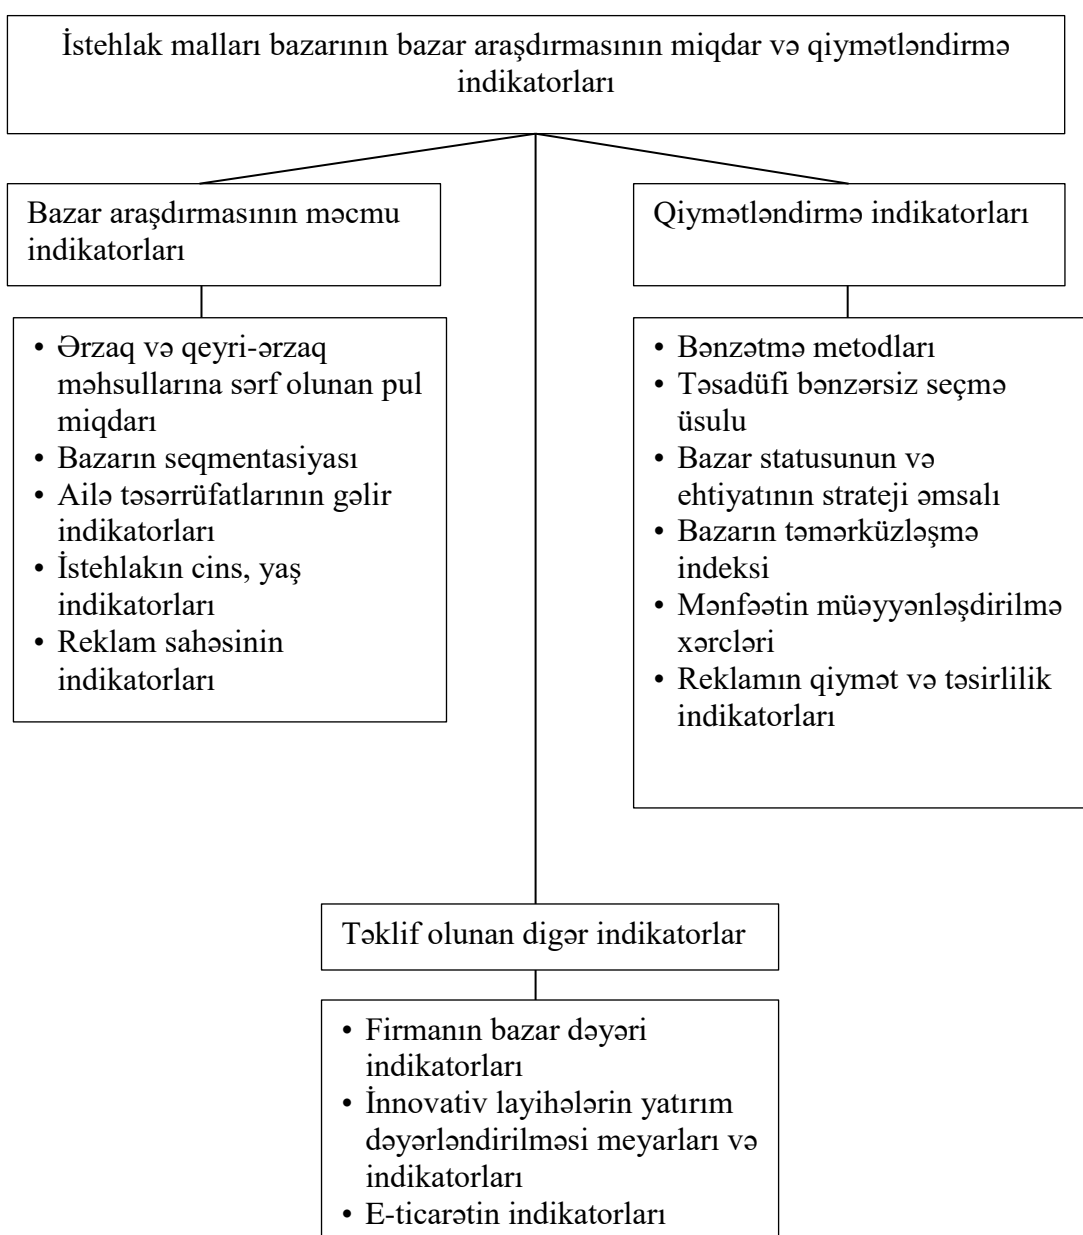 İstehlak malları bazarının bazar araşdırmasının miqdar və qiymətləndirmə
indikatorları
Bazar araşdırmasının məcmu
indikatorları
Qiymətləndirmə indikatorları
• Ərzaq və qeyri-ərzaq
məhsullarına sərf olunan pul
miqdarı
• Bazarın seqmentasiyası
• Ailə təsərrüfatlarının gəlir
indikatorları
• İstehlakın cins, yaş
indikatorları
• Reklam sahəsinin
indikatorları
• Bənzətmə metodları
• Təsadüfi bənzərsiz seçmə
üsulu
• Bazar statusunun və
ehtiyatının strateji əmsalı
• Bazarın təmərküzləşmə
indeksi
• Mənfəətin müəyyənləşdirilmə
xərcləri
• Reklamın qiymət və təsirlilik
indikatorları
Təklif olunan digər indikatorlar
• Firmanın bazar dəyəri
indikatorları
• İnnovativ layihələrin yatırım
dəyərləndirilməsi meyarları və
indikatorları
• E-ticarətin indikatorları